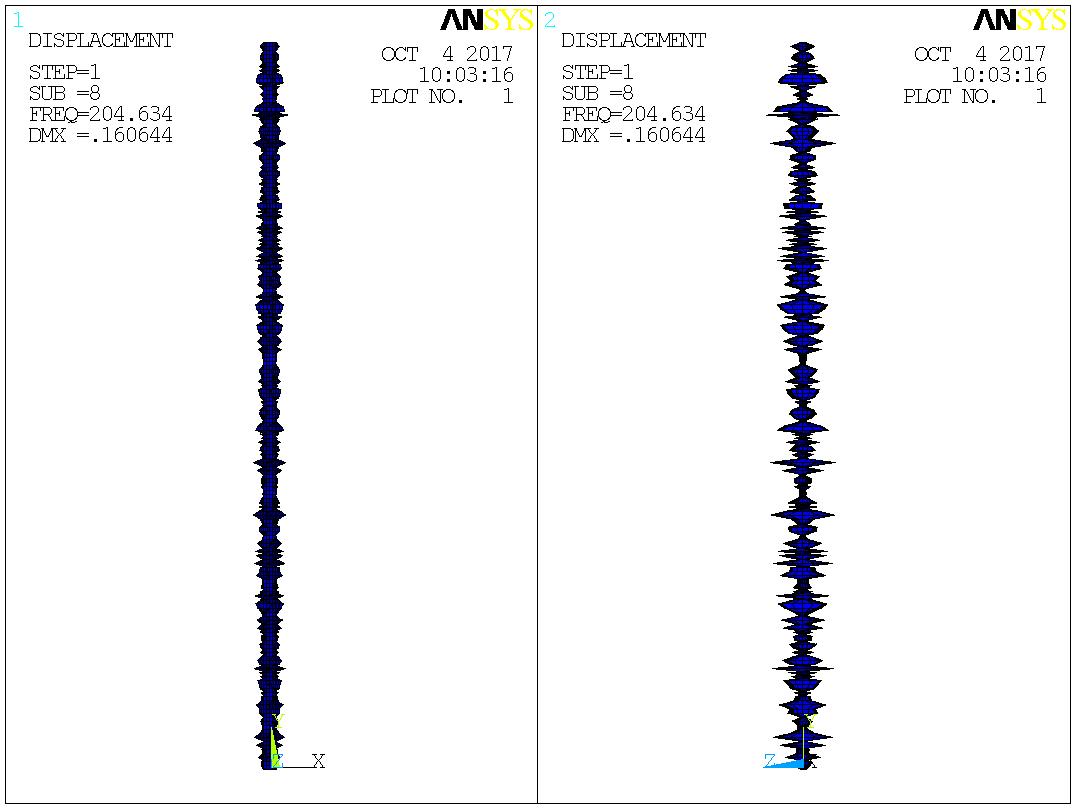 1
ANSYS
DISPLACEMENT
STEP=1
SUB =8
FREQ=204.634
DMX =.160644
OCT  4 2017
10:03:16
PLOT NO.   1
Y
Z
X
2
ANSYS
DISPLACEMENT
STEP=1
SUB =8
FREQ=204.634
DMX =.160644
OCT  4 2017
10:03:16
PLOT NO.   1
Y
Z
X